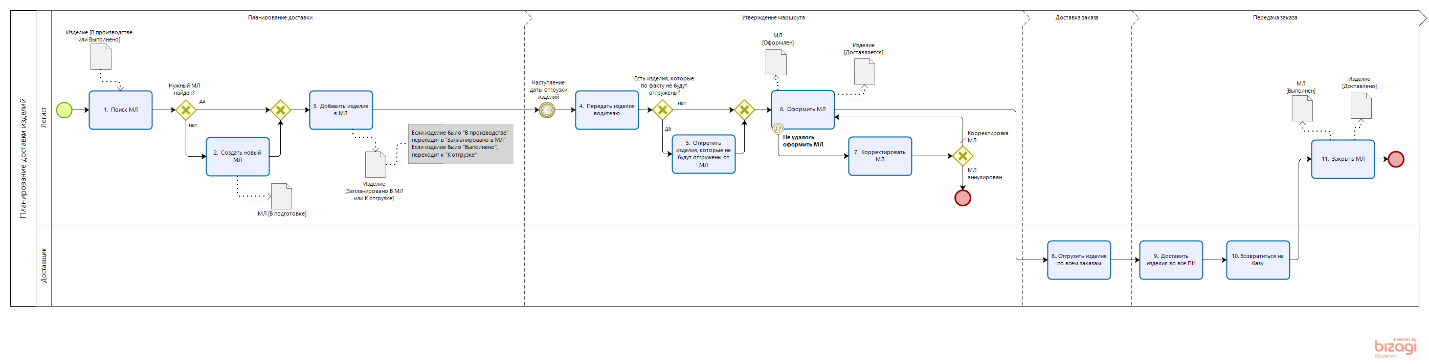 Планирование доставки изделий
Логист
Доставщик
Планирование доставки
Утверждение маршрута
Доставка заказа
Передача заказа
Изделие [В производстве
или Выполнено]
1. Поиск МЛ
Нужный МЛ
найден?
да
нет
2. Создать новый
МЛ
МЛ [В подготовке]
3. Добавить изделие
в МЛ
Если изделие было "В производстве"
переходит в "Запланировано в МЛ"
Если изделие было "Выполнено",
переходит к "К отгрузке"
Изделие
[Запланировано В МЛ
или К отгрузке]
Наступление
даты отгрузки
изделий
4. Передать изделие
водителю
Есть изделия, которые
по факту не будут
отгружены?
нет
да
5. Открепить
изделия, которые не
будут отгружены от
МЛ
МЛ
[Оформлен]
Изделие
[Доставляется]
6. Оформить МЛ
Не удалось
оформить МЛ
7. Корректировать
МЛ
Корректировка
МЛ
МЛ
аннулирован
8. Отгрузить изделия
по всем заказам
9. Доставить
изделия во все ПН
10. Возвратиться на
базу
МЛ
[Выполнен]
Изделие
[Доставлено]
11. Закрыть МЛ
Powered by
bizagi
Modeler